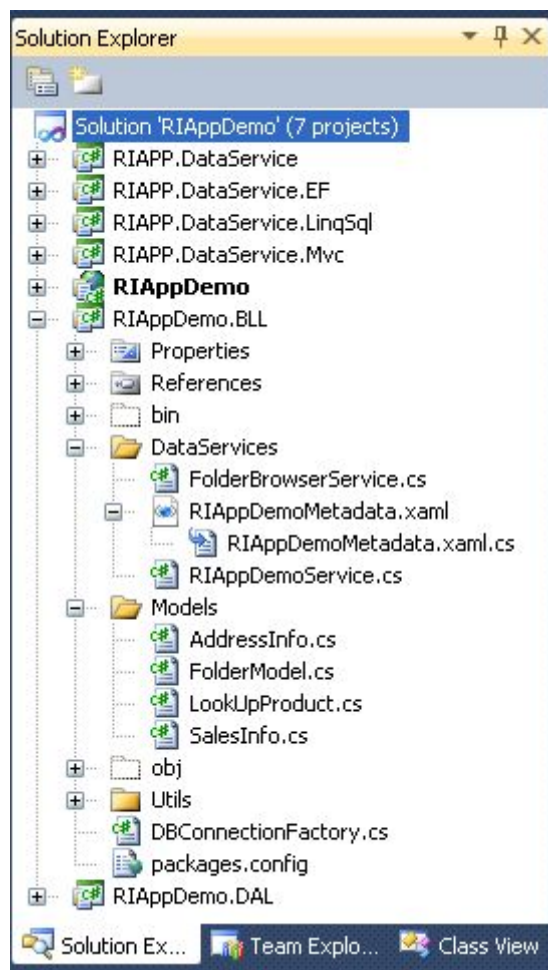 Solution Explorer
Solution 'RIAppDemo' (7 projects)
RIAPP.DataService
RIAPP.DataService.EF
RIAPP.DataService.LinqSql
RIAPP.DataService.Mvc
RIAppDemo
RIAppDemo.BLL
Properties
References
bin
DataServices
FolderBrowserService.cs
RIAppDemoMetadata.xaml
RIAppDemoMetadata.xaml.cs
RIAppDemoService.cs
Models
AddressInfo.cs
FolderModel.cs
LookUpProduct.cs
SalesInfo.cs
obj
Utils
DBConnectionFactory.cs
packages.config
RIAppDemo.DAL
Solution Ex... Team Explo... Class View